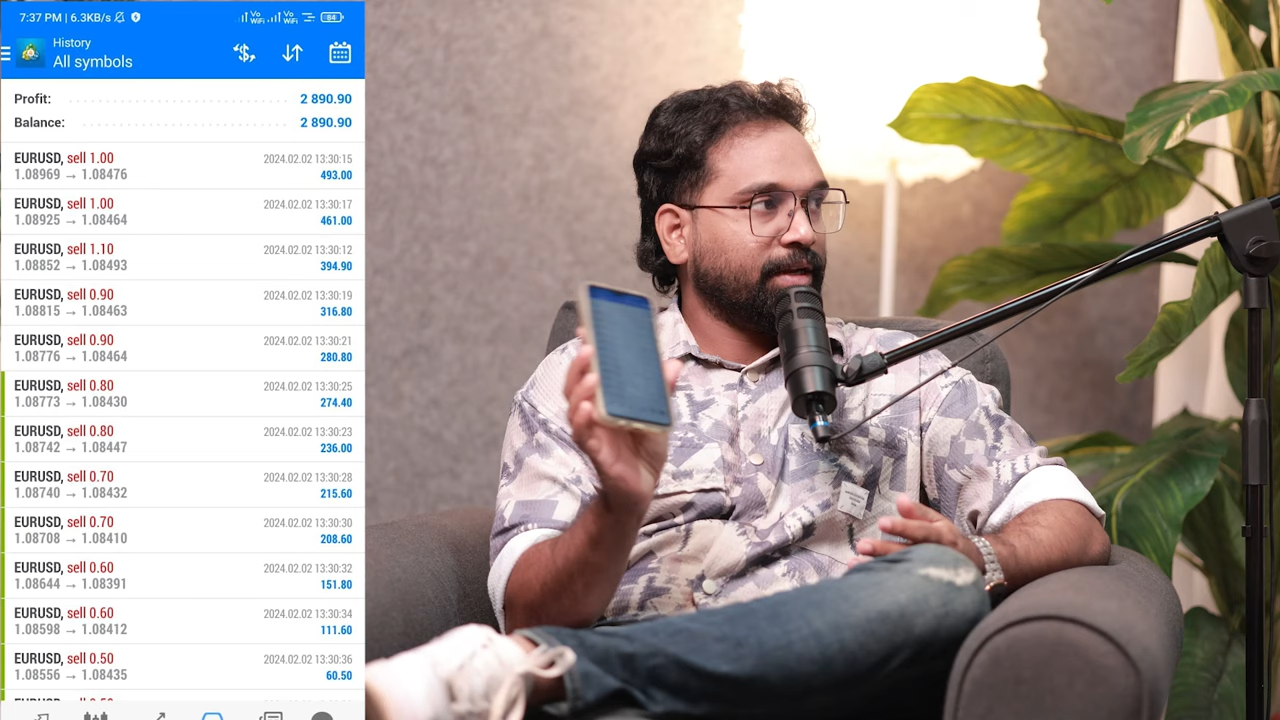 7:37 PM | 6.3KB/s
Vo WiFi Vo WiFi 84
History
All symbols
Profit: 2 890.90
Balance: 2 890.90
EURUSD, sell 1.00 2024.02.02 13:30:15
1.08969 → 1.08476 493.00
EURUSD, sell 1.00 2024.02.02 13:30:17
1.08925 → 1.08464 461.00
EURUSD, sell 1.10 2024.02.02 13:30:12
1.08852 → 1.08493 394.90
EURUSD, sell 0.90 2024.02.02 13:30:19
1.08815 → 1.08463 316.80
EURUSD, sell 0.90 2024.02.02 13:30:21
1.08776 → 1.08464 280.80
EURUSD, sell 0.80 2024.02.02 13:30:25
1.08773 → 1.08430 274.40
EURUSD, sell 0.80 2024.02.02 13:30:23
1.08742 → 1.08447 236.00
EURUSD, sell 0.70 2024.02.02 13:30:28
1.08740 → 1.08432 215.60
EURUSD, sell 0.70 2024.02.02 13:30:30
1.08708 → 1.08410 208.60
EURUSD, sell 0.60 2024.02.02 13:30:32
1.08644 → 1.08391 151.80
EURUSD, sell 0.60 2024.02.02 13:30:34
1.08598 → 1.08412 111.60
EURUSD, sell 0.50 2024.02.02 13:30:36
1.08556 → 1.08435 60.50